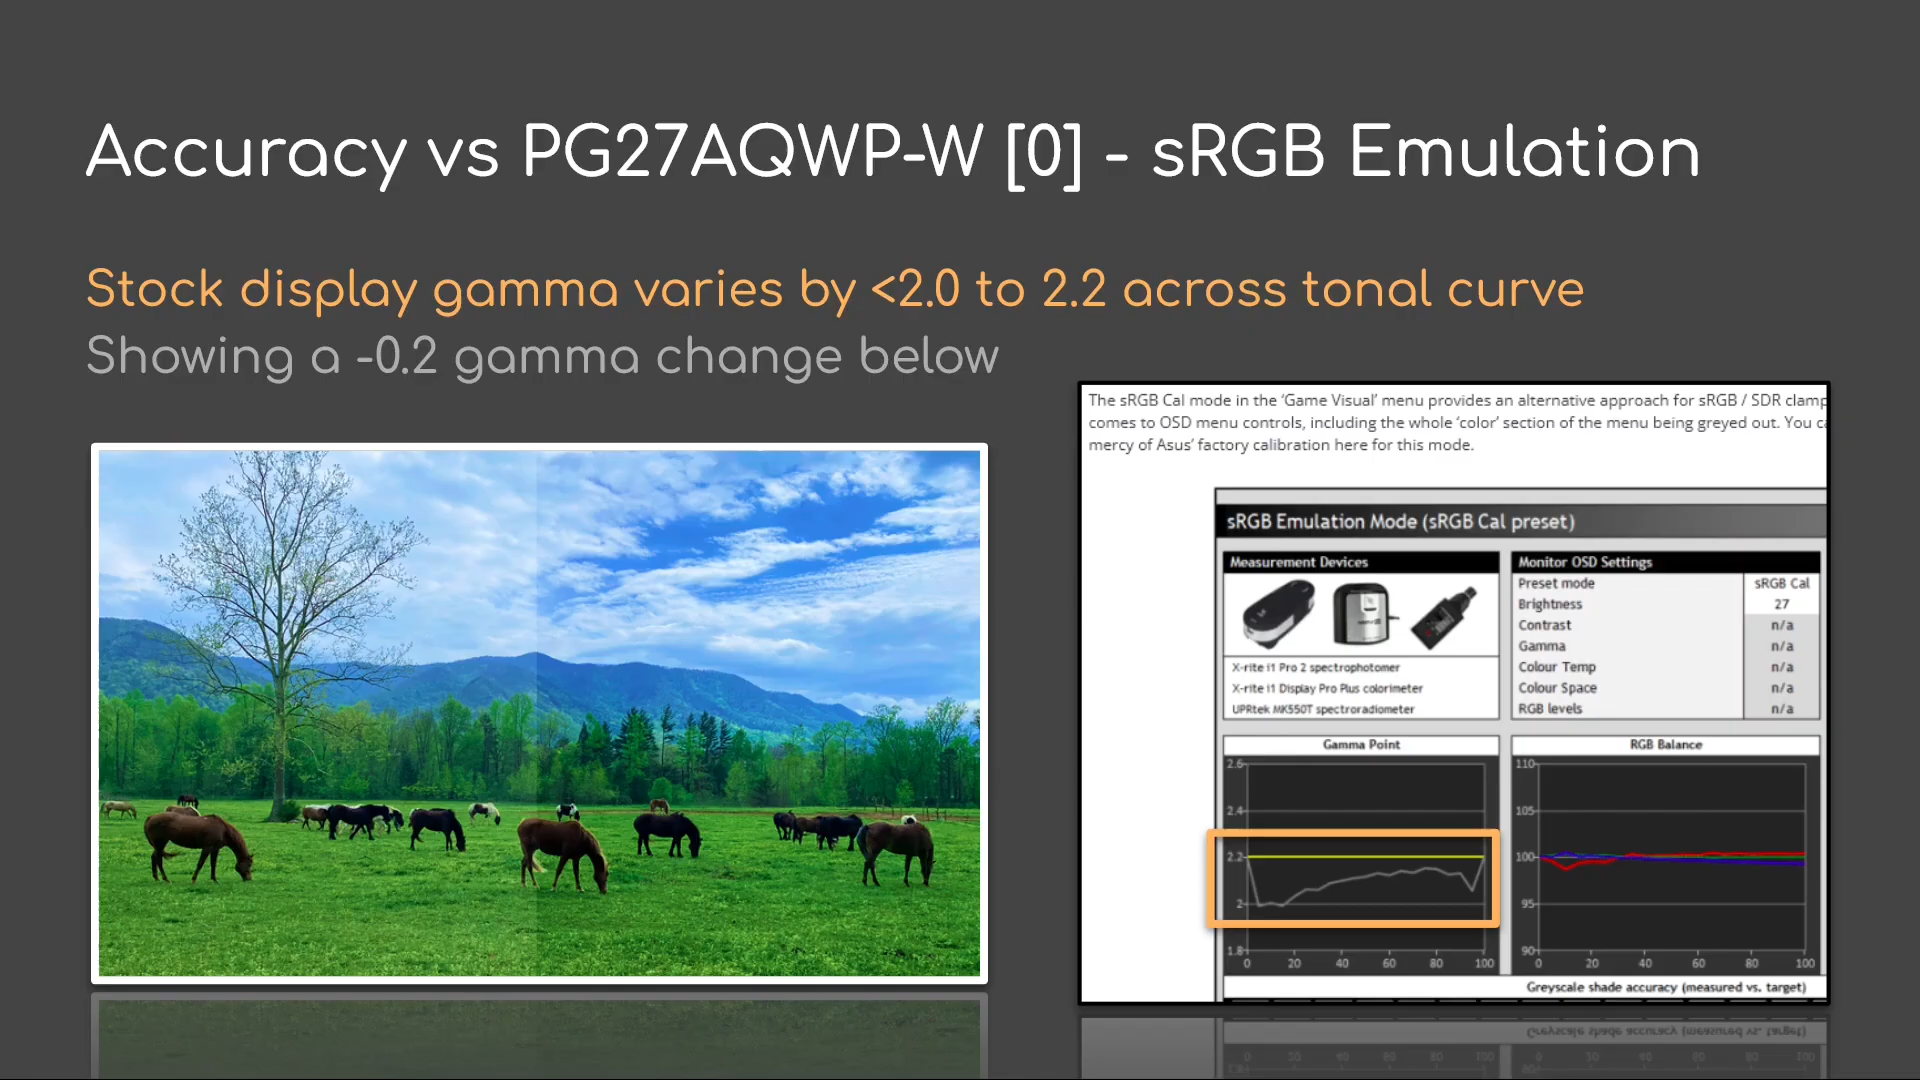 Accuracy vs PG27AQWP-W [0] - sRGB Emulation
Stock display gamma varies by <2.0 to 2.2 across tonal curve
Showing a -0.2 gamma change below
The sRGB Cal mode in the ‘Game Visual’ menu provides an alternative approach for sRGB / SDR clamp
comes to OSD menu controls, including the whole ‘color’ section of the menu being greyed out. You ca
mercy of Asus’ factory calibration here for this mode.
sRGB Emulation Mode (sRGB Cal preset)
Measurement Devices
X-rite i1 Pro 2 spectrophotomer
X-rite i1 Display Pro Plus colorimeter
UPRtek MK550T spectroradiometer
Monitor OSD Settings
Preset mode sRGB Cal
Brightness 27
Contrast n/a
Gamma n/a
Colour Temp n/a
Colour Space n/a
RGB levels n/a
Gamma Point
2.6
2.4
2.2
2
1.8
0 20 40 60 80 100
RGB Balance
110
105
100
95
90
0 20 40 60 80 100
Greyscale shade accuracy (measured vs. target)